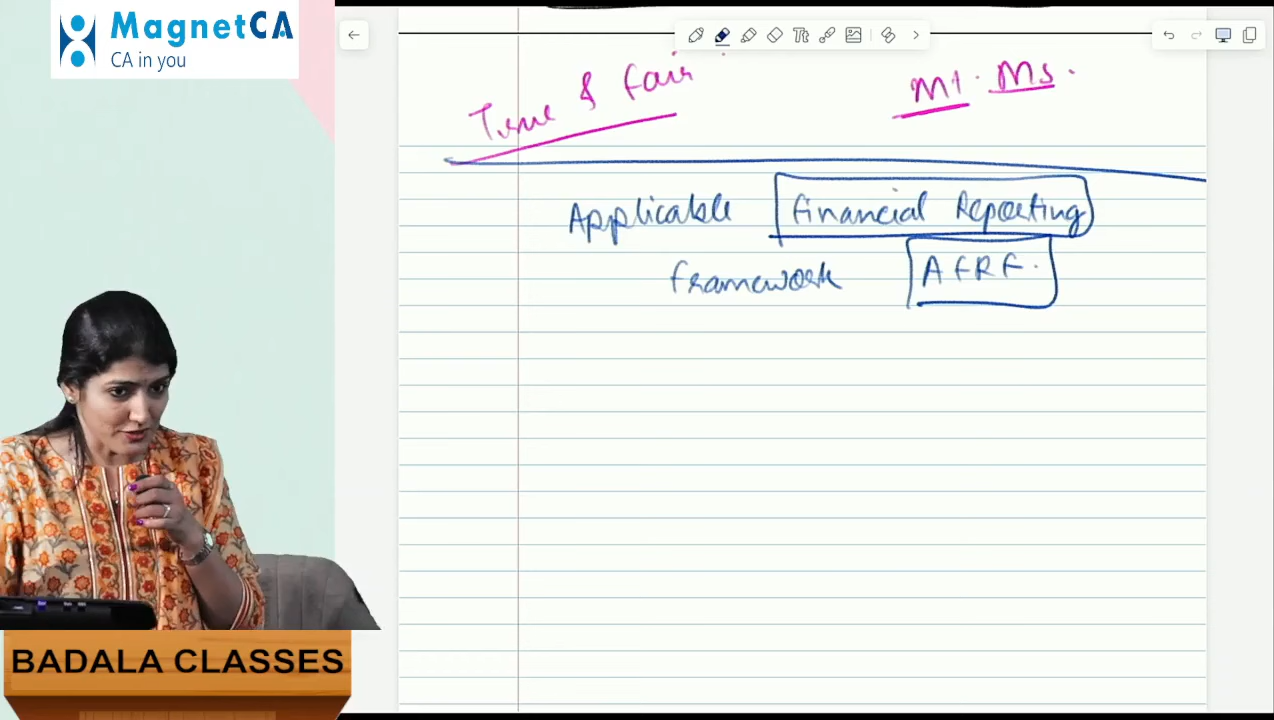 MagnetCA
CA in you
True & fair
M1. Ms.
Applicable financial Reporting
framework AFRF.
BADALA CLASSES